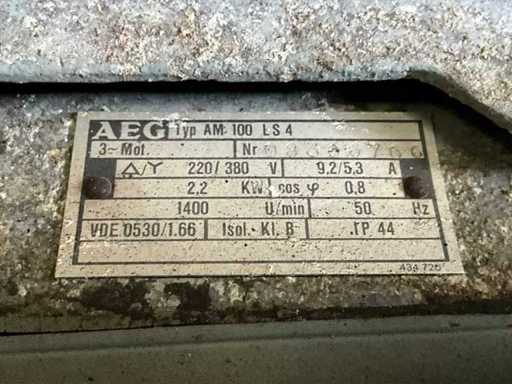 AEG Typ AM 100 LS 4
3~ Mot. Nr
△/Y 220/380 V 9,2/5,3 A
2,2 KW cos φ 0,8
1400 U/min 50 Hz
VDE 0530/1.66 Isol.-Kl. B IP 44
434 726